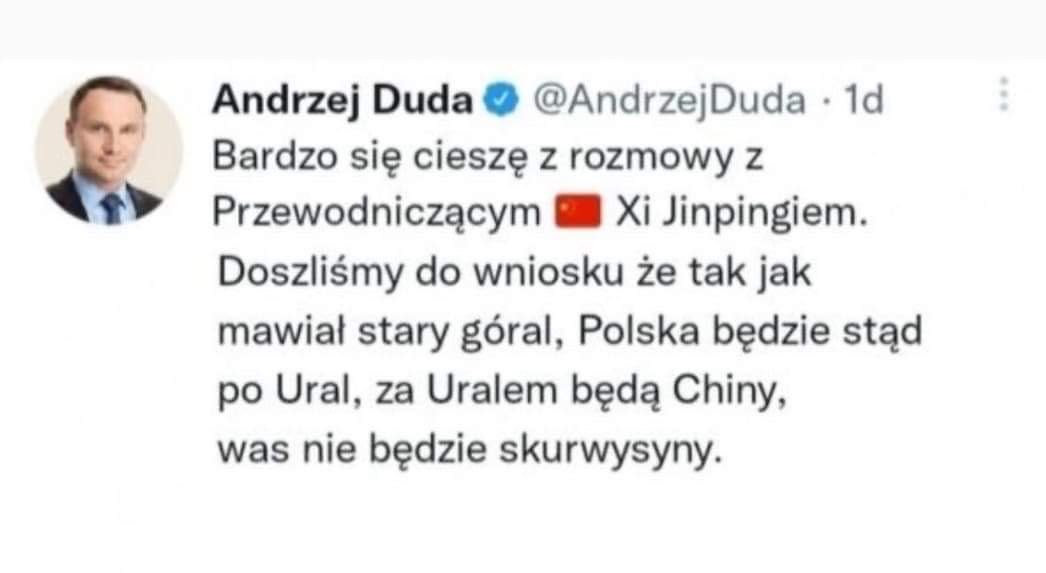 Andrzej Duda @AndrzejDuda · 1d
Bardzo się cieszę z rozmowy z
Przewodniczącym 🇨🇳 Xi Jinpingiem.
Doszliśmy do wniosku że tak jak
mawiał stary góral, Polska będzie stąd
po Ural, za Uralem będą Chiny,
was nie będzie skurwysyny.